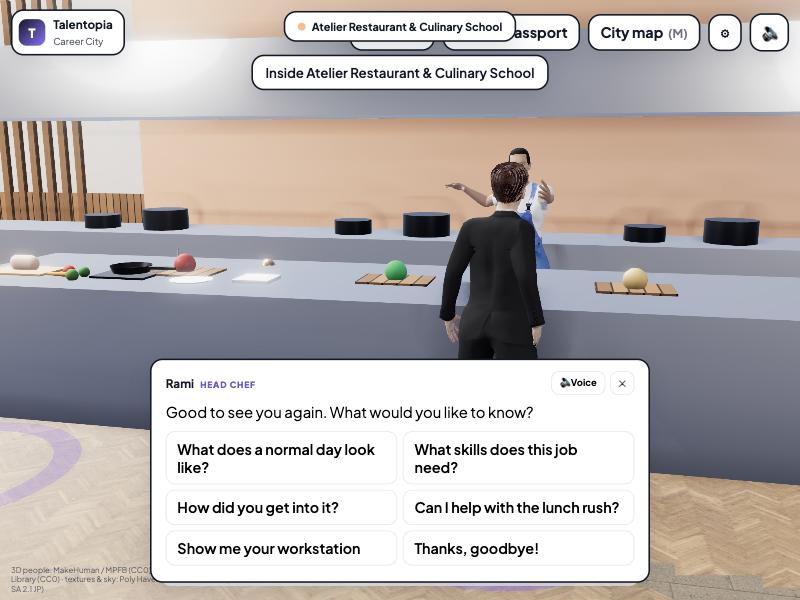 T
Talentopia
Career City
Atelier Restaurant & Culinary School
assport
City map (M)
Inside Atelier Restaurant & Culinary School
Rami HEAD CHEF
Voice
×
Good to see you again. What would you like to know?
What does a normal day look like?
What skills does this job need?
How did you get into it?
Can I help with the lunch rush?
Show me your workstation
Thanks, goodbye!
3D people: MakeHuman / MPFB (CC0)
Library (CC0) · textures & sky: Poly Have
SA 2.1 JP)